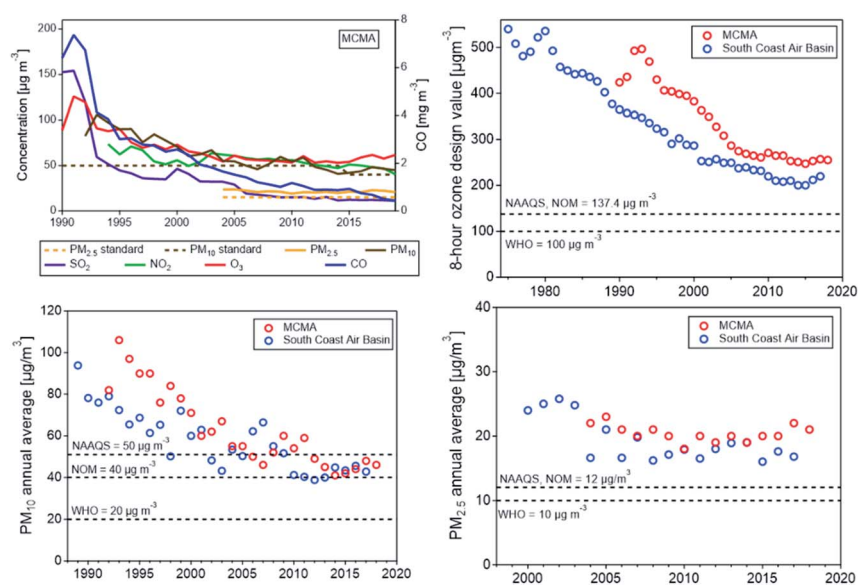 MCMA
Concentration [µg m⁻³]
200
150
100
50
0
CO [mg m⁻³]
8
6
4
2
0
1990 1995 2000 2005 2010 2015
PM2.5 standard PM10 standard PM2.5 PM10
SO2 NO2 O3 CO
8-hour ozone design value [µgm⁻³]
500
400
300
200
100
0
MCMA
South Coast Air Basin
NAAQS, NOM = 137.4 µg m⁻³
WHO = 100 µg m⁻³
1980 1990 2000 2010 2020
PM10 annual average [µg/m³]
120
100
80
60
40
20
0
MCMA
South Coast Air Basin
NAAQS = 50 µg m⁻³
NOM = 40 µg m⁻³
WHO = 20 µg m⁻³
1990 1995 2000 2005 2010 2015 2020
PM2.5 annual average [µg/m³]
40
30
20
10
0
MCMA
South Coast Air Basin
NAAQS, NOM = 12 µg/m³
WHO = 10 µg m⁻³
2000 2005 2010 2015 2020